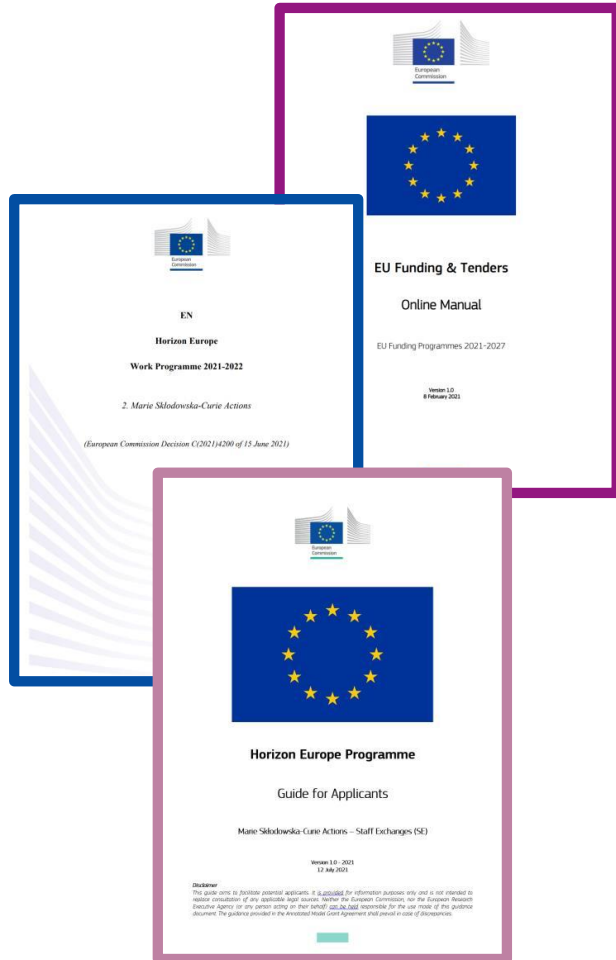 European
Commission
EU Funding & Tenders
Online Manual
EU Funding Programmes 2021-2027
Version 1.0
8 February 2021
European
Commission
EN
Horizon Europe
Work Programme 2021-2022
2. Marie Skłodowska-Curie Actions
(European Commission Decision C(2021)4200 of 15 June 2021)
European
Commission
Horizon Europe Programme
Guide for Applicants
Marie Skłodowska-Curie Actions – Staff Exchanges (SE)
Version 1.0 - 2021
12 July 2021
Disclaimer
This guide aims to facilitate potential applicants. It is provided for information purposes only and is not intended to
replace consultation of any applicable legal sources. Neither the European Commission, nor the European Research
Executive Agency (or any person acting on their behalf) can be held responsible for the use made of this guidance
document. The guidance provided in the Annotated Model Grant Agreement shall prevail in case of discrepancies.